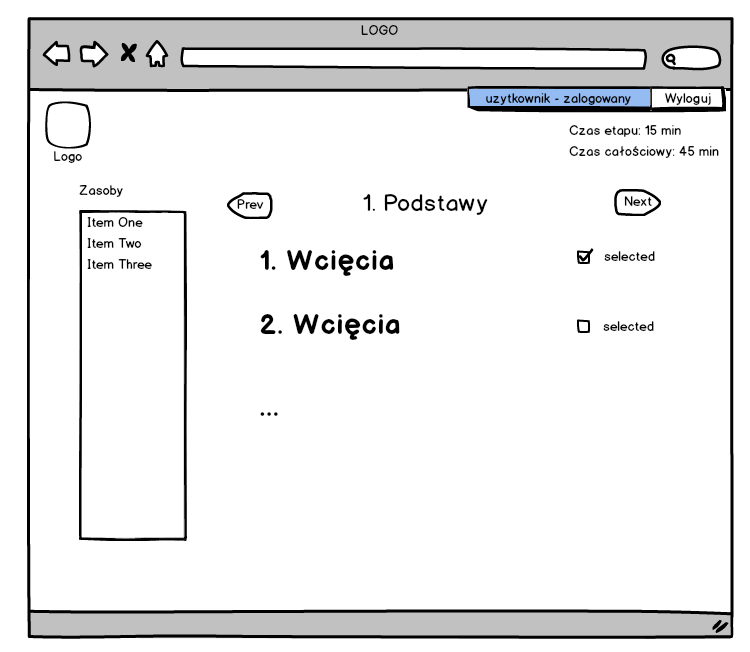 LOGO
uzytkownik - zalogowany Wyloguj
Czas etapu: 15 min
Logo
Czas całościowy: 45 min
Zasoby
Prev 1. Podstawy Next
Item One
Item Two
Item Three
1. Wcięcia selected
2. Wcięcia selected
...